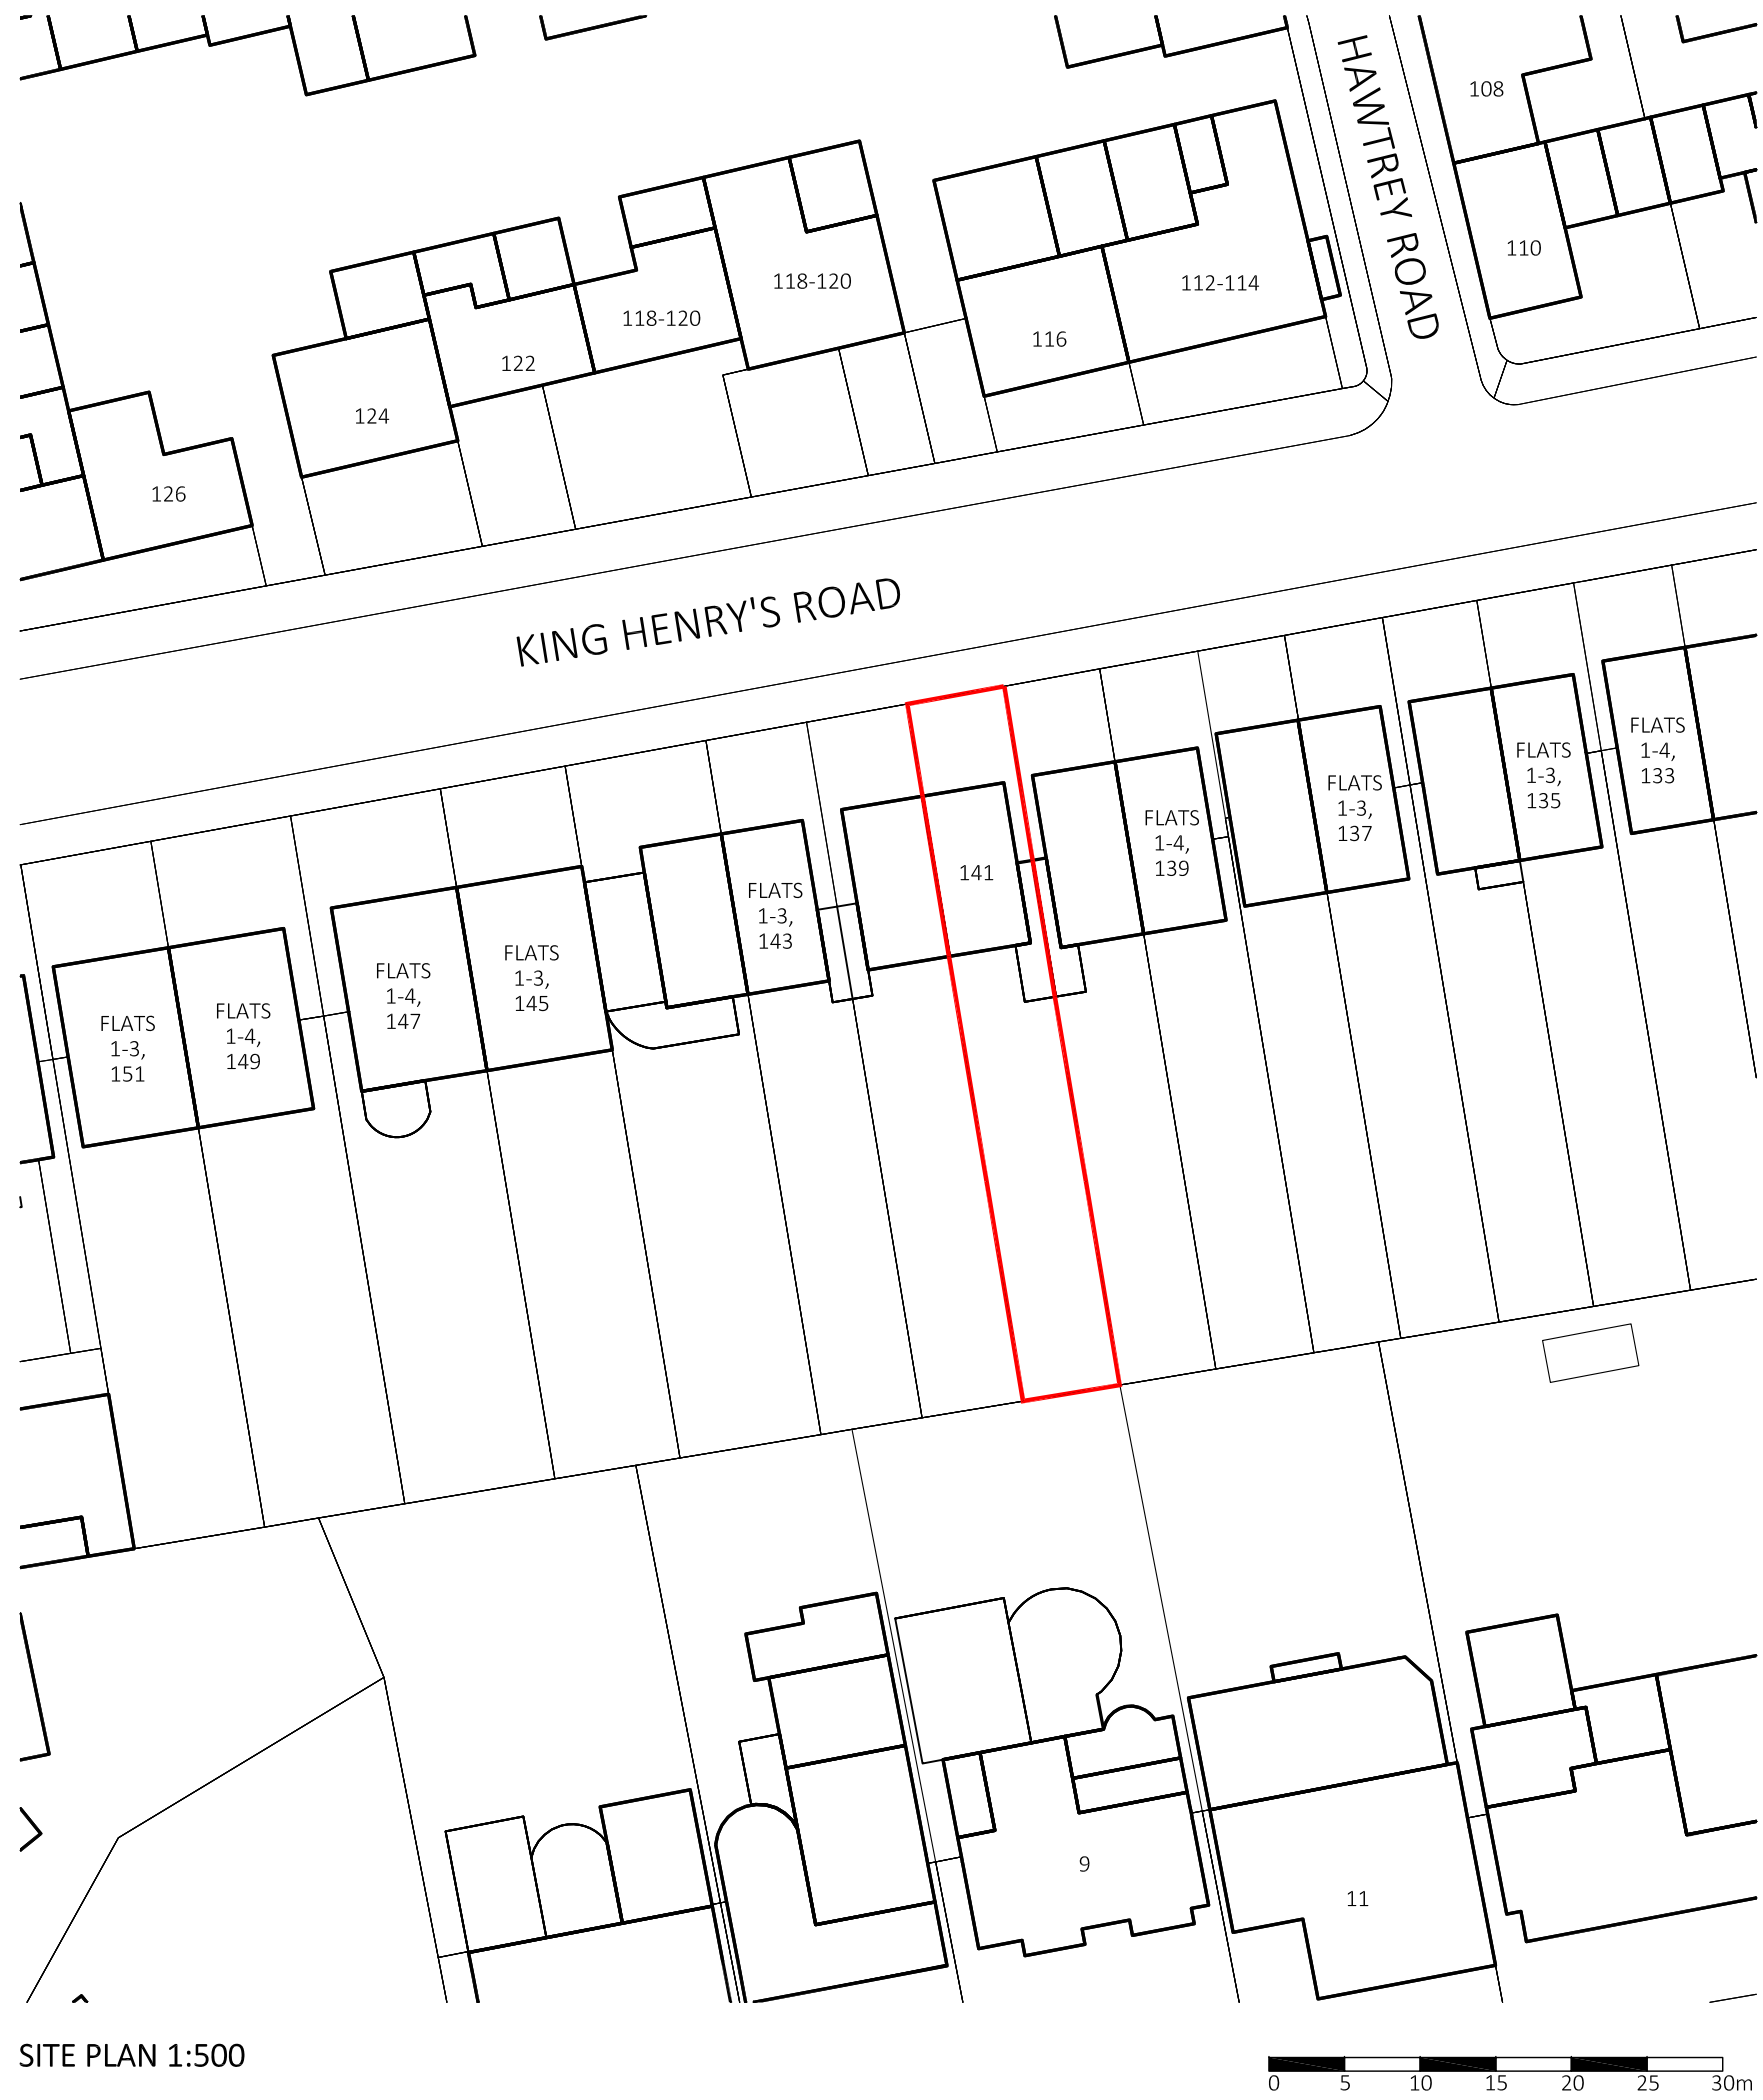 108
HAWTREY ROAD
110
118-120
112-114
118-120
116
122
124
126
KING HENRY'S ROAD
FLATS
1-4,
133
FLATS
1-3,
135
FLATS
1-3,
137
FLATS
1-4,
139
141
FLATS
1-3,
143
FLATS
1-3,
145
FLATS
1-4,
147
FLATS
1-4,
149
FLATS
1-3,
151
9
11
SITE PLAN 1:500
0 5 10 15 20 25 30m